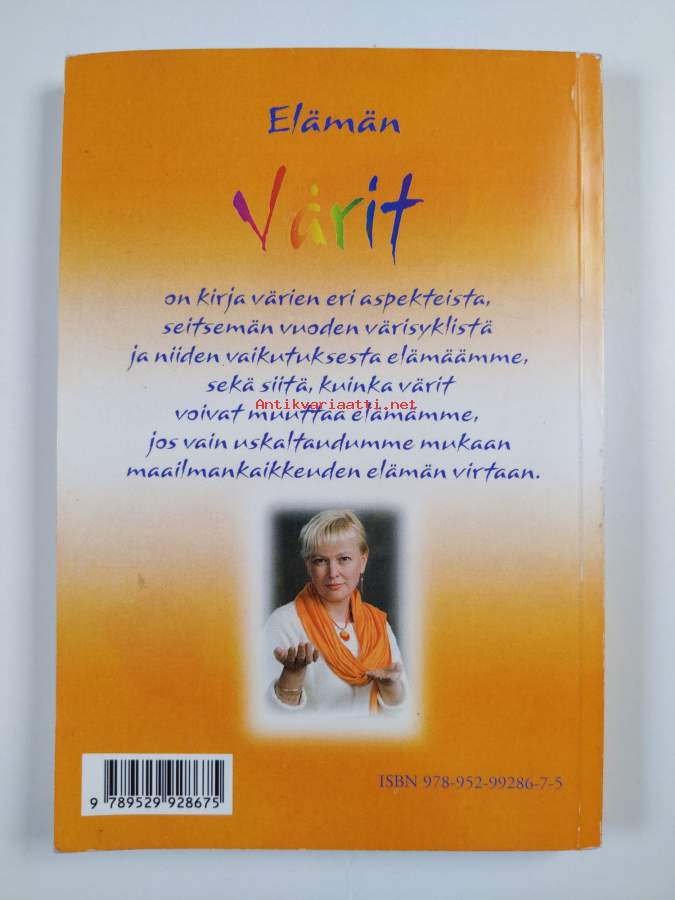 Elämän
Värit
on kirja värien eri aspekteista,
seitsemän vuoden värisyklistä
ja niiden vaikutuksesta elämäämme,
sekä siitä, kuinka värit
Antikvariaatti.net
voivat muuttaa elämämme,
jos vain uskaltaudumme mukaan
maailmankaikkeuden elämän virtaan.
ISBN 978-952-99286-7-5
9 789529 928675